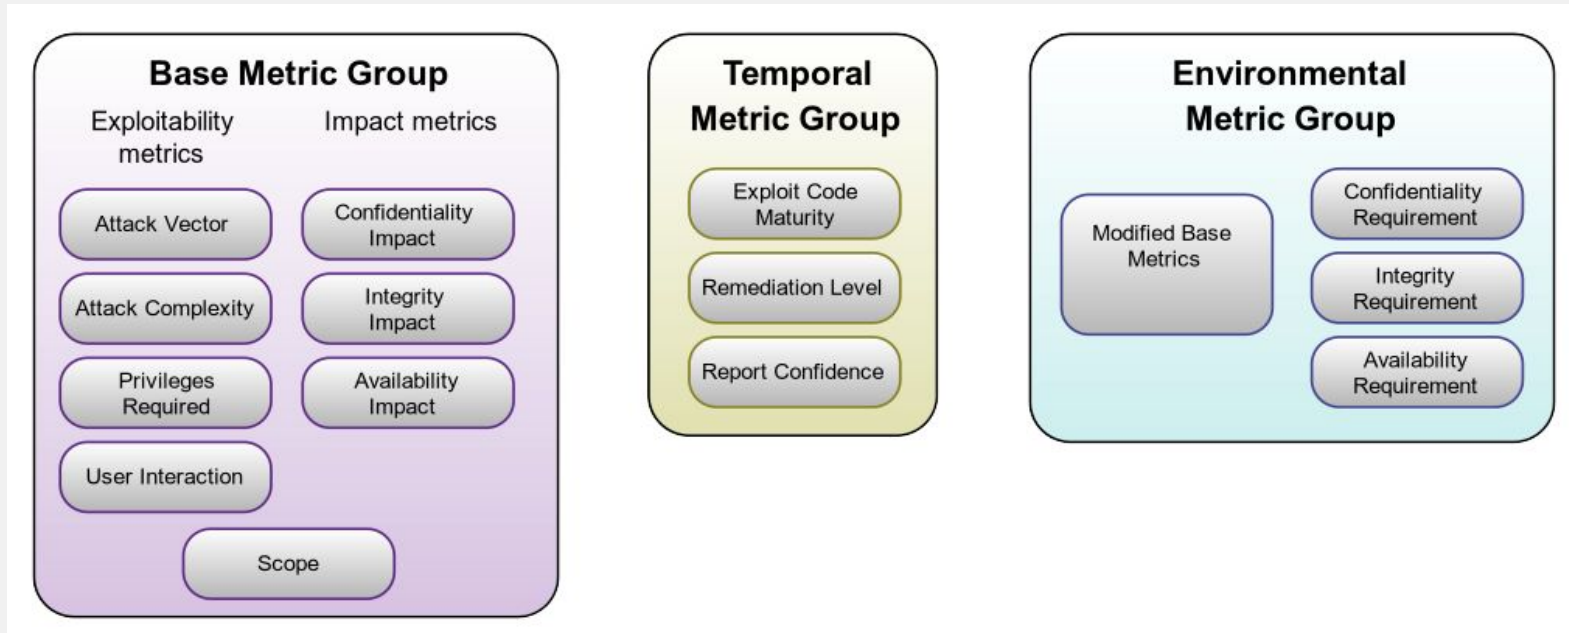 Base Metric Group
Exploitability
metrics
Impact metrics
Attack Vector
Attack Complexity
Privileges
Required
User Interaction
Confidentiality
Impact
Integrity
Impact
Availability
Impact
Scope
Temporal
Metric Group
Exploit Code
Maturity
Remediation Level
Report Confidence
Environmental
Metric Group
Modified Base
Metrics
Confidentiality
Requirement
Integrity
Requirement
Availability
Requirement